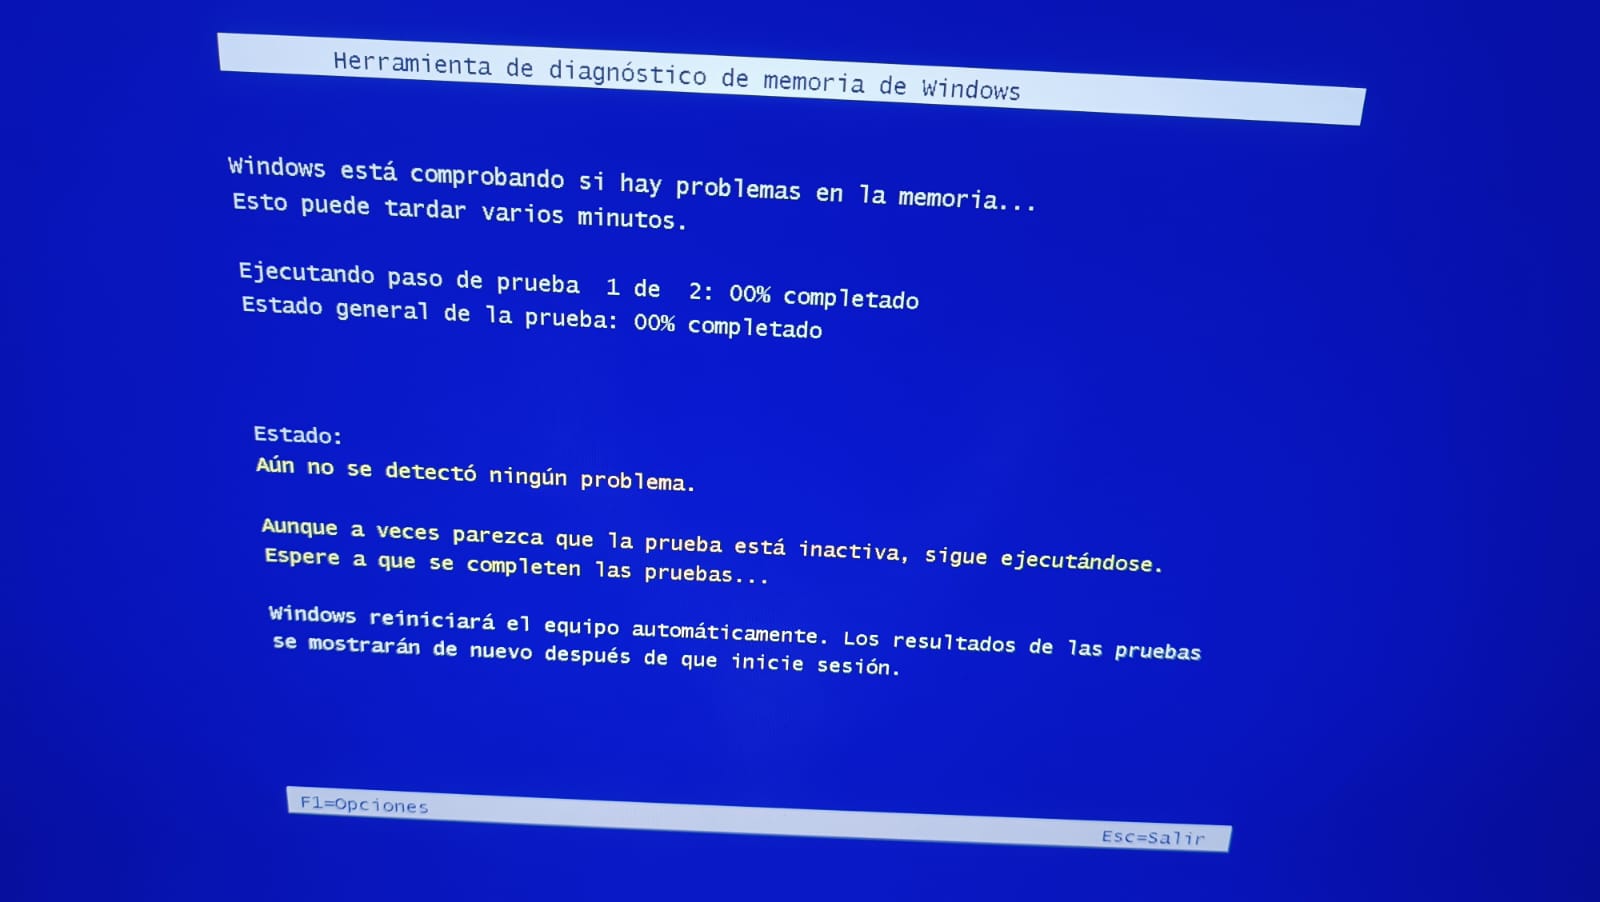 Herramienta de diagnóstico de memoria de Windows
Windows está comprobando si hay problemas en la memoria...
Esto puede tardar varios minutos.
Ejecutando paso de prueba  1 de  2: 00% completado
Estado general de la prueba: 00% completado
Estado:
Aún no se detectó ningún problema.
Aunque a veces parezca que la prueba está inactiva, sigue ejecutándose.
Espere a que se completen las pruebas...
Windows reiniciará el equipo automáticamente. Los resultados de las pruebas
se mostrarán de nuevo después de que inicie sesión.
F1=Opciones
Esc=Salir